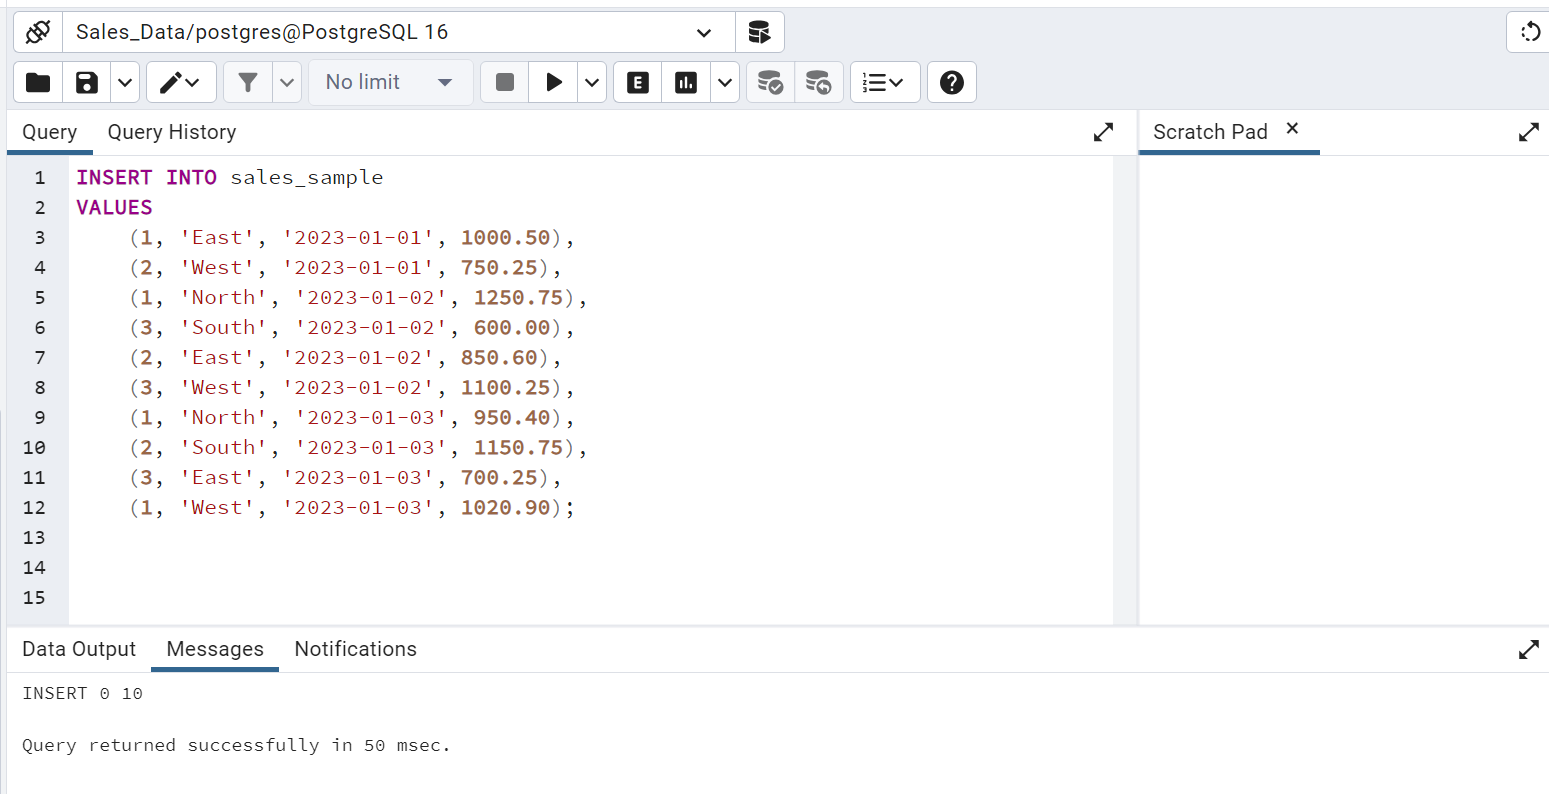 Sales_Data/postgres@PostgreSQL 16
No limit
E
Query Query History
Scratch Pad
1 INSERT INTO sales_sample
2 VALUES
3 (1, 'East', '2023-01-01', 1000.50),
4 (2, 'West', '2023-01-01', 750.25),
5 (1, 'North', '2023-01-02', 1250.75),
6 (3, 'South', '2023-01-02', 600.00),
7 (2, 'East', '2023-01-02', 850.60),
8 (3, 'West', '2023-01-02', 1100.25),
9 (1, 'North', '2023-01-03', 950.40),
10 (2, 'South', '2023-01-03', 1150.75),
11 (3, 'East', '2023-01-03', 700.25),
12 (1, 'West', '2023-01-03', 1020.90);
13
14
15
Data Output Messages Notifications
INSERT 0 10
Query returned successfully in 50 msec.